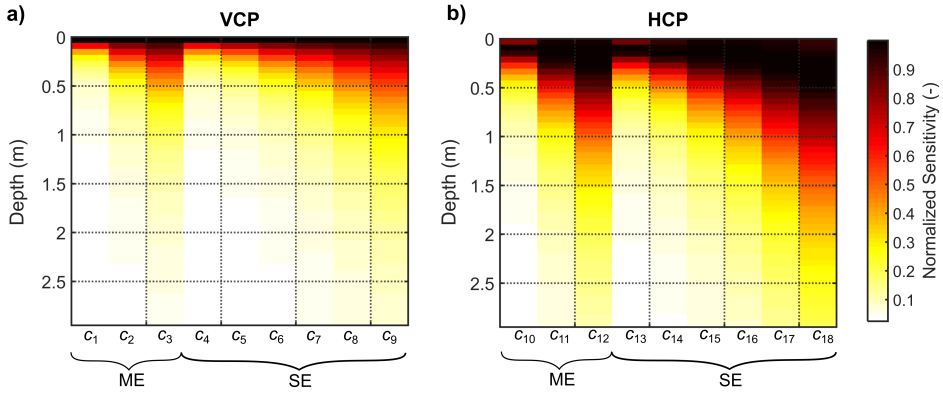 a)
VCP
0
0.5
1
1.5
2
2.5
Depth (m)
c1 c2 c3 c4 c5 c6 c7 c8 c9
ME
SE
b)
HCP
0
0.5
1
1.5
2
2.5
Depth (m)
c10 c11 c12 c13 c14 c15 c16 c17 c18
ME
SE
0.9
0.8
0.7
0.6
0.5
0.4
0.3
0.2
0.1
Normalized Sensitivity (-)